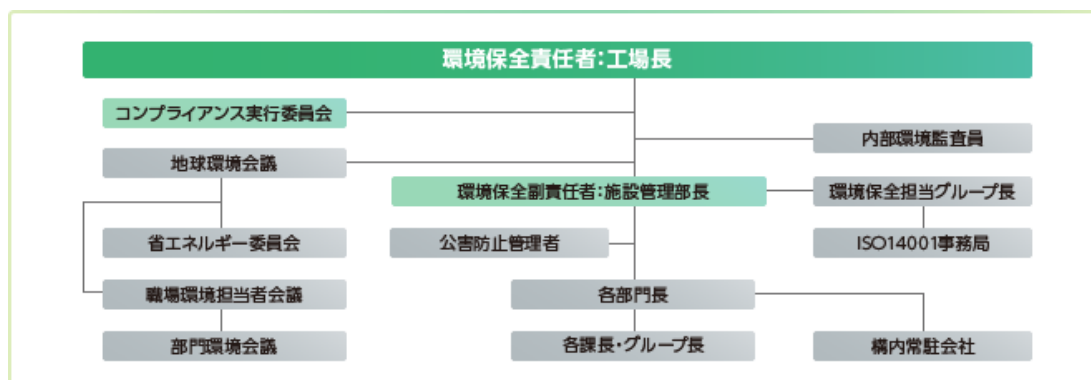 環境保全責任者:工場長
コンプライアンス実行委員会
内部環境監査員
地球環境会議
環境保全副責任者:施設管理部長
環境保全担当グループ長
省エネルギー委員会
公害防止管理者
ISO14001事務局
職場環境担当者会議
各部門長
部門環境会議
各課長・グループ長
構内常駐会社